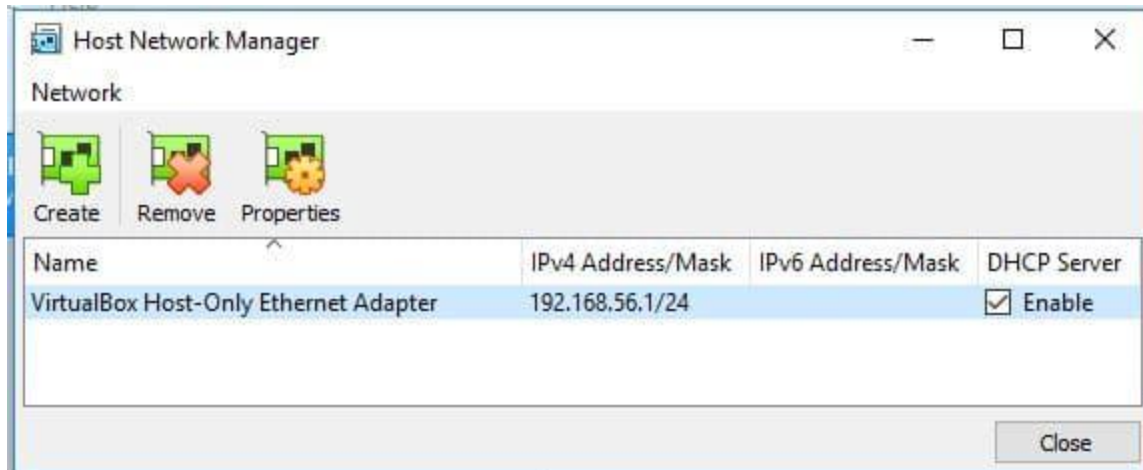 Host Network Manager
Network
Create Remove Properties
Name IPv4 Address/Mask IPv6 Address/Mask DHCP Server
VirtualBox Host-Only Ethernet Adapter 192.168.56.1/24 Enable
Close